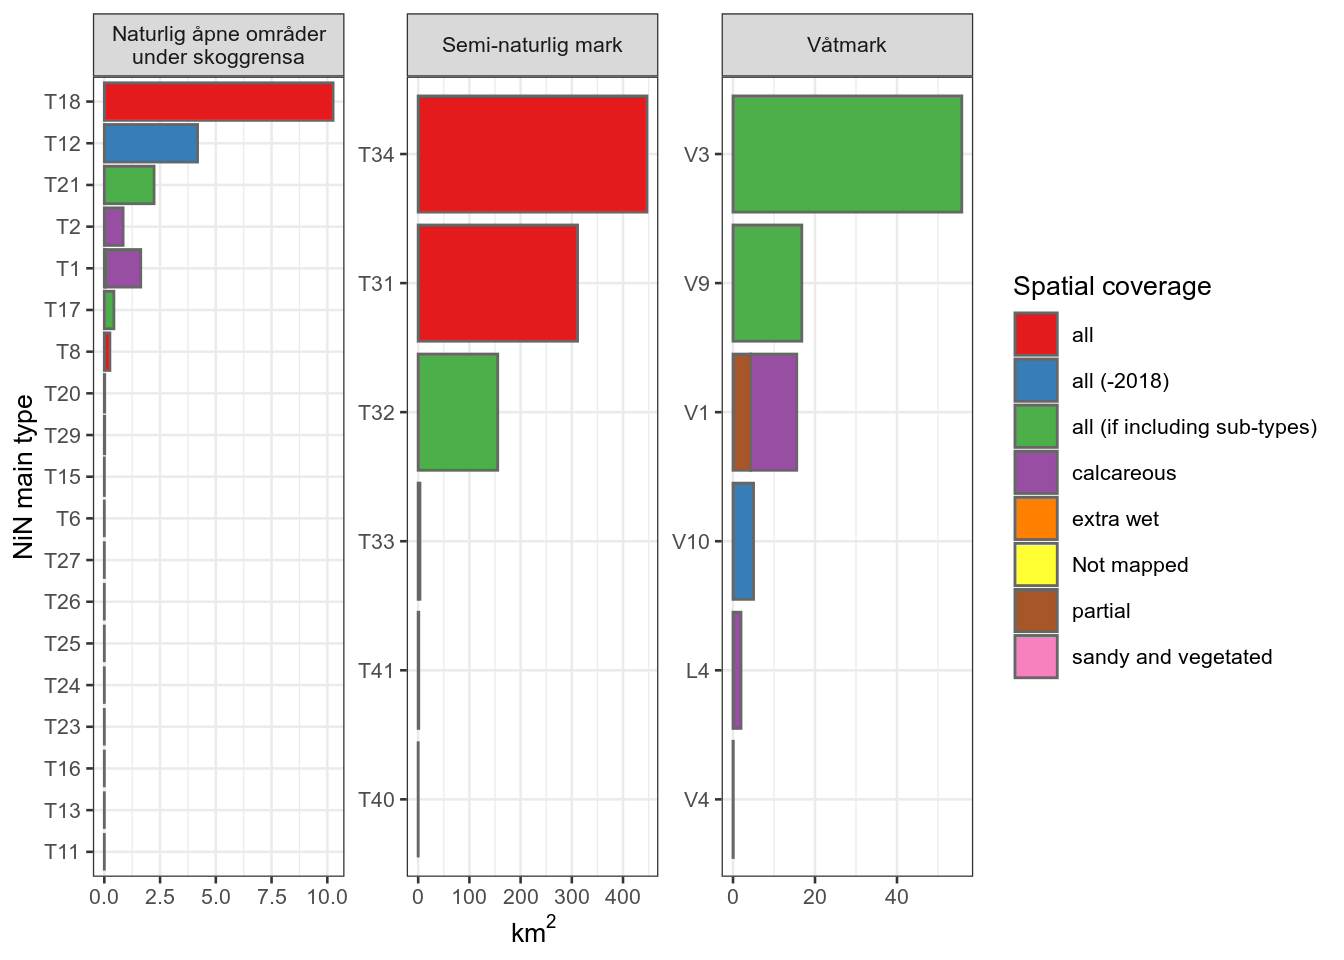 Naturlig åpne områder
under skoggrensa
Semi-naturlig mark
Våtmark
NiN main type
T18
T12
T21
T2
T1
T17
T8
T20
T29
T15
T6
T27
T26
T25
T24
T23
T16
T13
T11
0.0 2.5 5.0 7.5 10.0
T34
T31
T32
T33
T41
T40
0 100 200 300 400
V3
V9
V1
V10
L4
V4
0 20 40
km²
Spatial coverage
all
all (-2018)
all (if including sub-types)
calcareous
extra wet
Not mapped
partial
sandy and vegetated